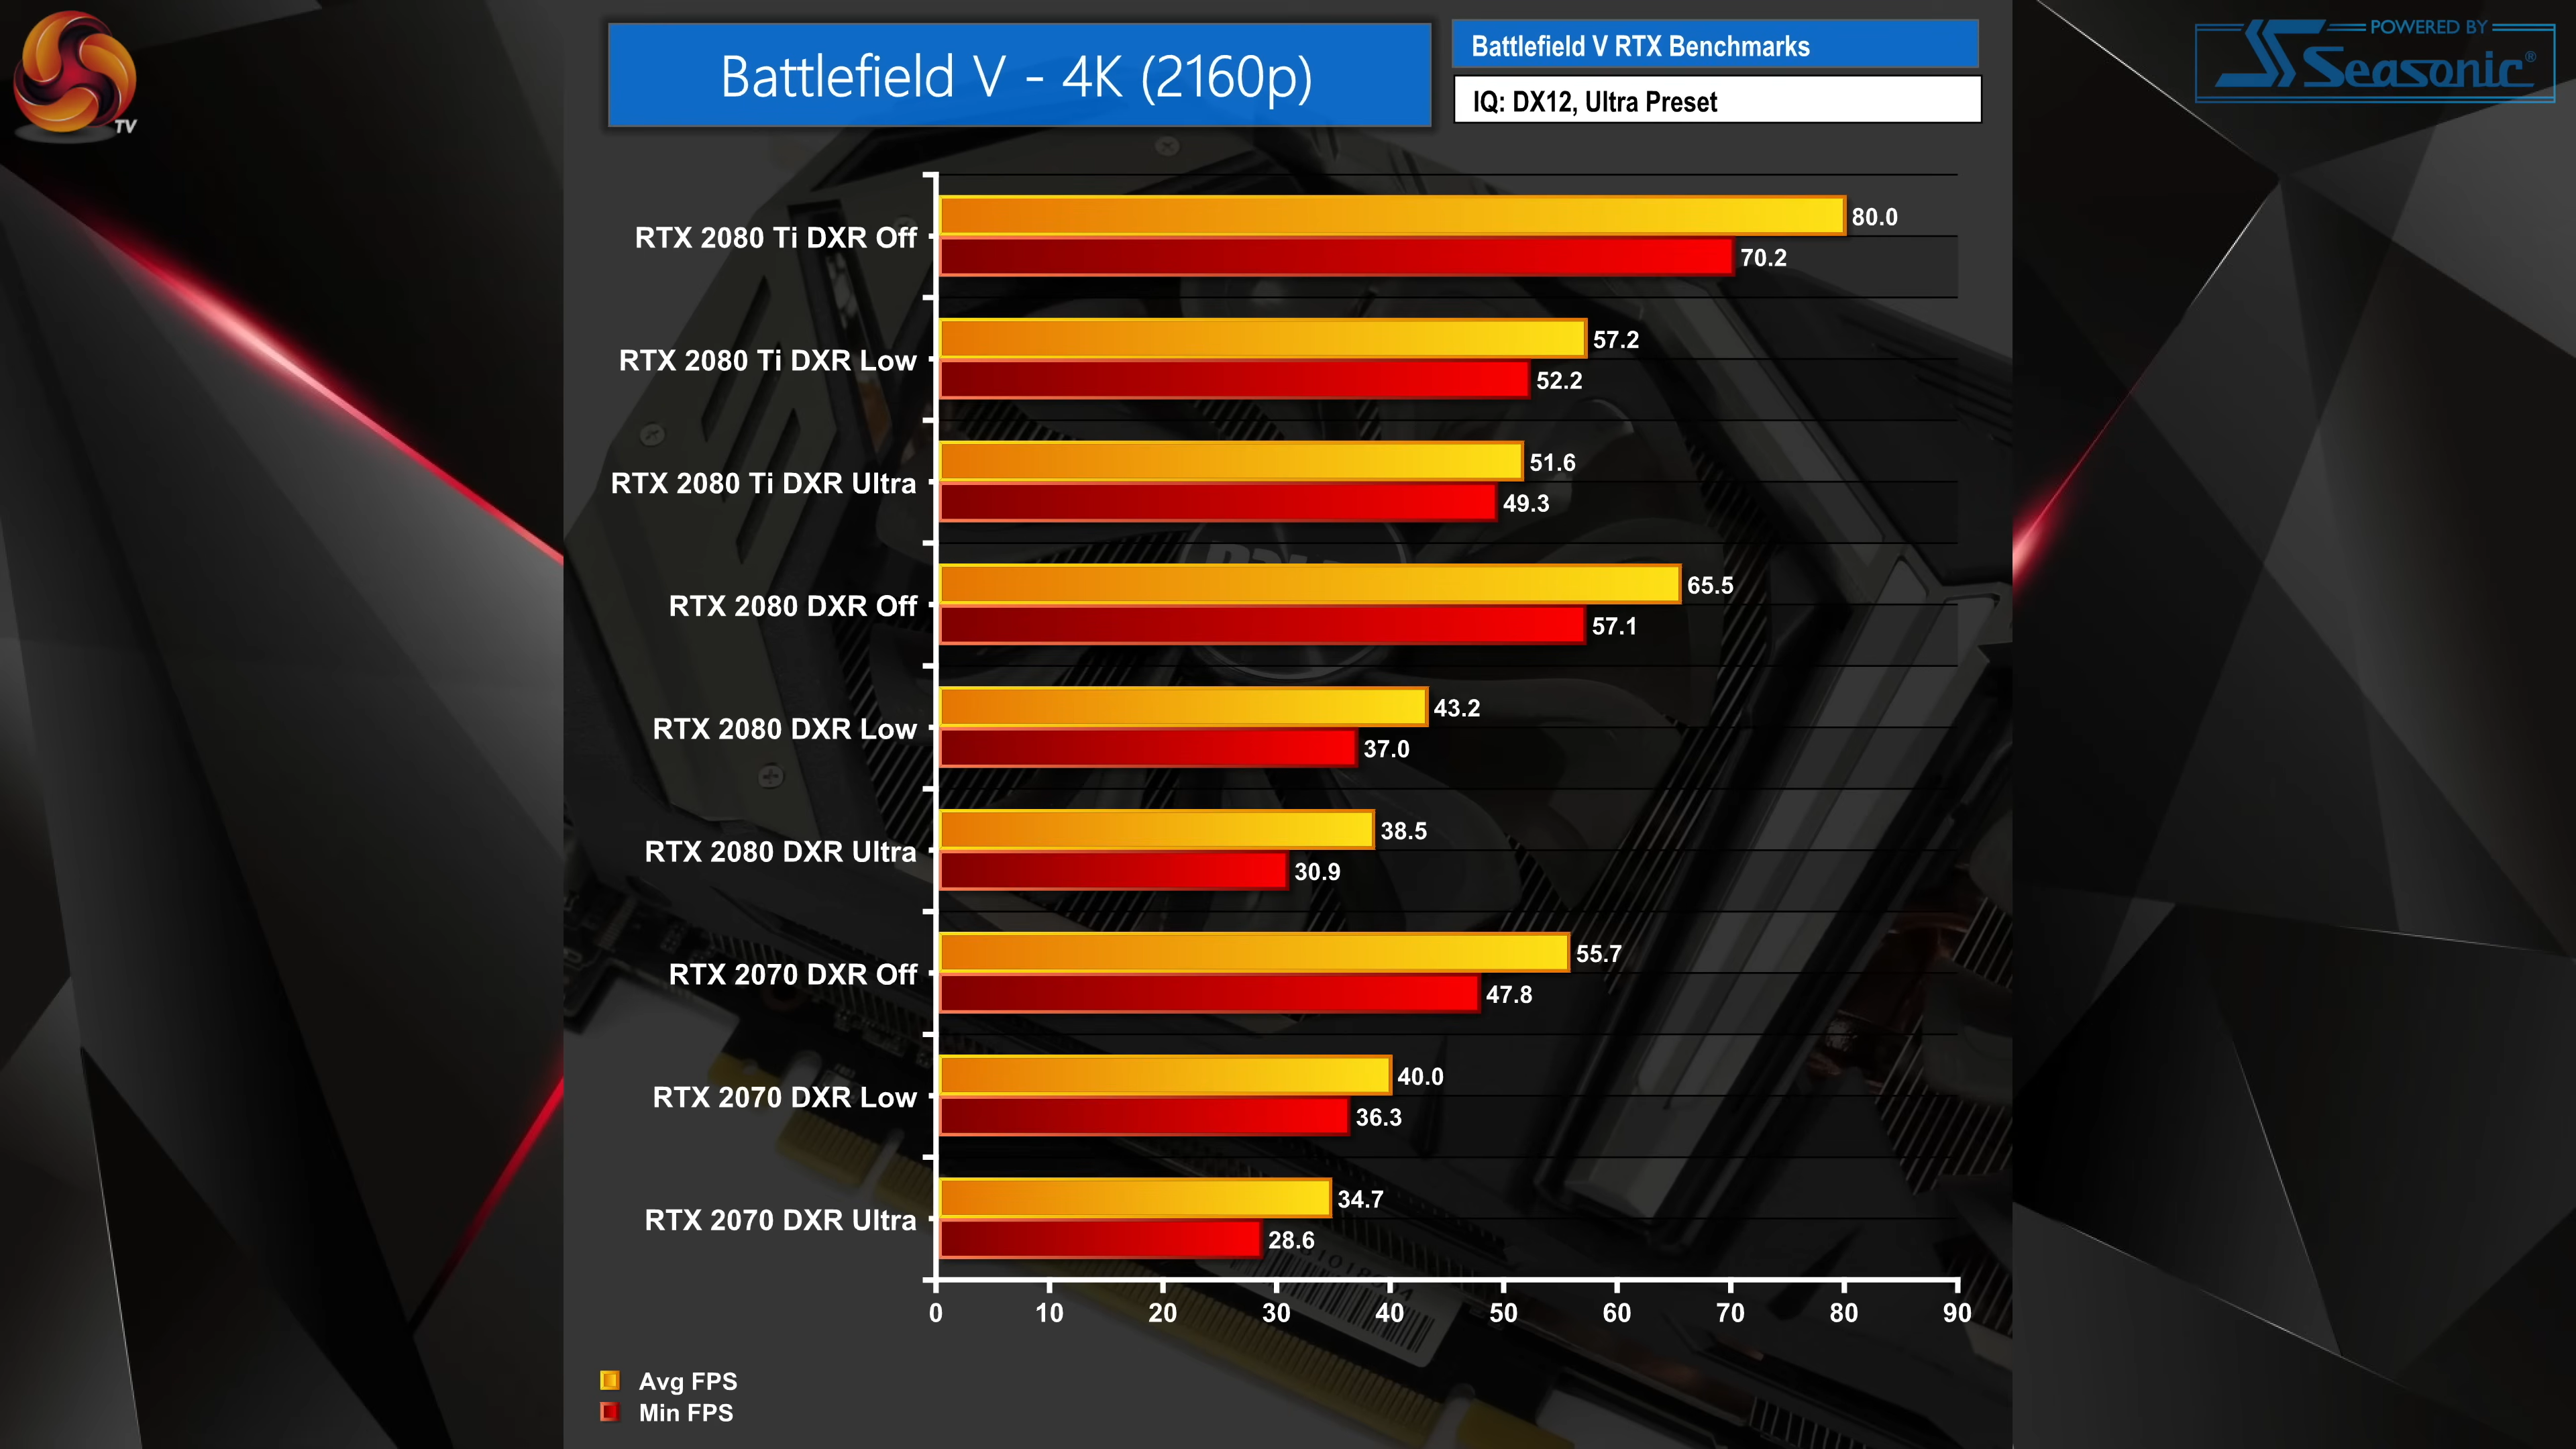 TV
Battlefield V - 4K (2160p)
Battlefield V RTX Benchmarks
IQ: DX12, Ultra Preset
POWERED BY
Seasonic®
RTX 2080 Ti DXR Off
80.0
70.2
RTX 2080 Ti DXR Low
57.2
52.2
RTX 2080 Ti DXR Ultra
51.6
49.3
RTX 2080 DXR Off
65.5
57.1
RTX 2080 DXR Low
43.2
37.0
RTX 2080 DXR Ultra
38.5
30.9
RTX 2070 DXR Off
55.7
47.8
RTX 2070 DXR Low
40.0
36.3
RTX 2070 DXR Ultra
34.7
28.6
0 10 20 30 40 50 60 70 80 90
Avg FPS
Min FPS